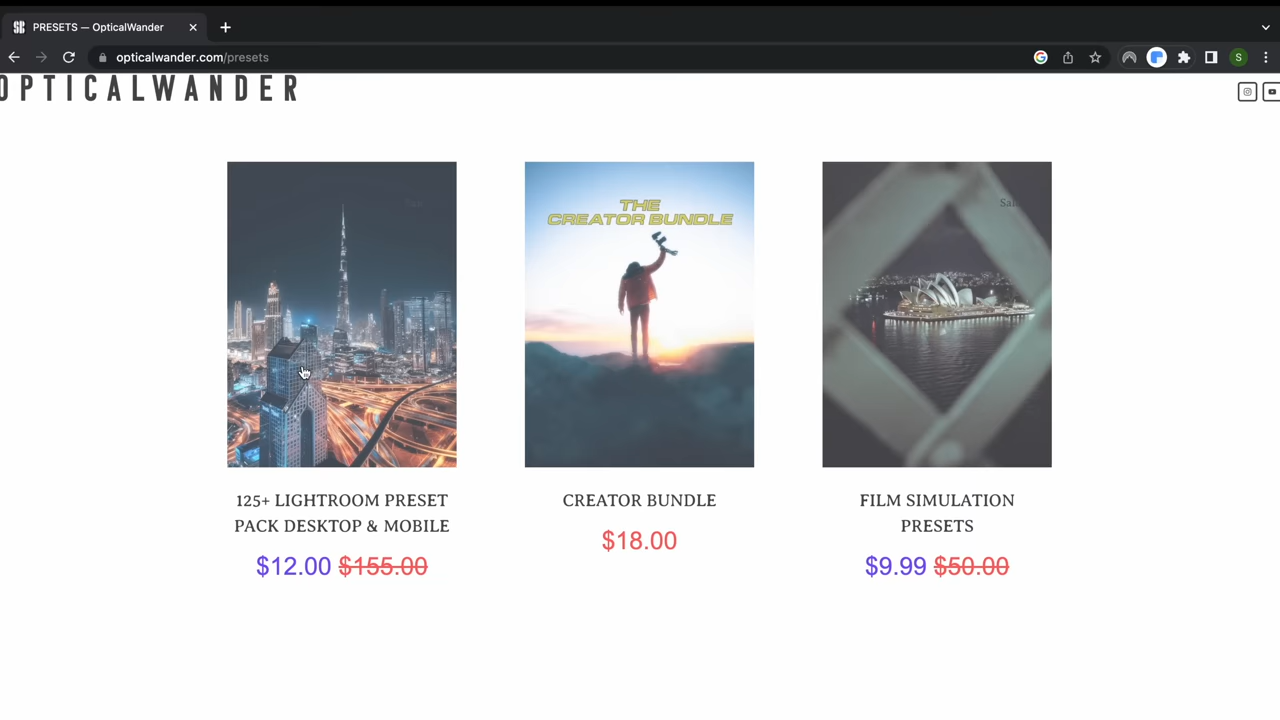 PRESETS — OpticalWander
opticalwander.com/presets
S
OPTICALWANDER
THE
CREATOR BUNDLE
125+ LIGHTROOM PRESET
PACK DESKTOP & MOBILE
$12.00 $155.00
CREATOR BUNDLE
$18.00
FILM SIMULATION
PRESETS
$9.99 $50.00